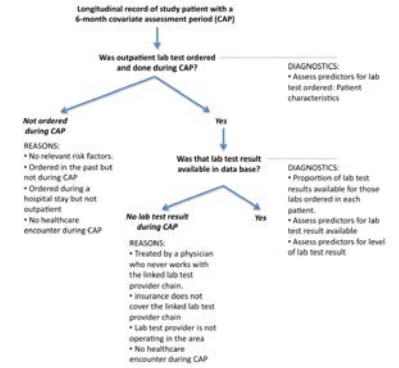 Longitudinal record of study patient with a
6-month covariate assessment period (CAP)
Was outpatient lab test ordered
and done during CAP?
DIAGNOSTICS:
• Assess predictors for lab
test ordered: Patient
characteristics
Not ordered
during CAP
Yes
REASONS:
• No relevant risk factors.
• Ordered in the past but
not during CAP
• Ordered during a
hospital stay but not
outpatient
• No healthcare
encounter during CAP
Was that lab test result
available in data base?
DIAGNOSTICS:
• Proportion of lab test
results available for those
labs ordered in each
patient.
• Assess predictors for lab
test result available
• Assess predictors for level
of lab test result
No lab test result
during CAP
Yes
REASONS:
• Treated by a physician
who never works with
the linked lab test
provider chain.
• insurance does not
cover the linked lab test
provider chain
• Lab test provider is not
operating in the area
• No healthcare
encounter during CAP